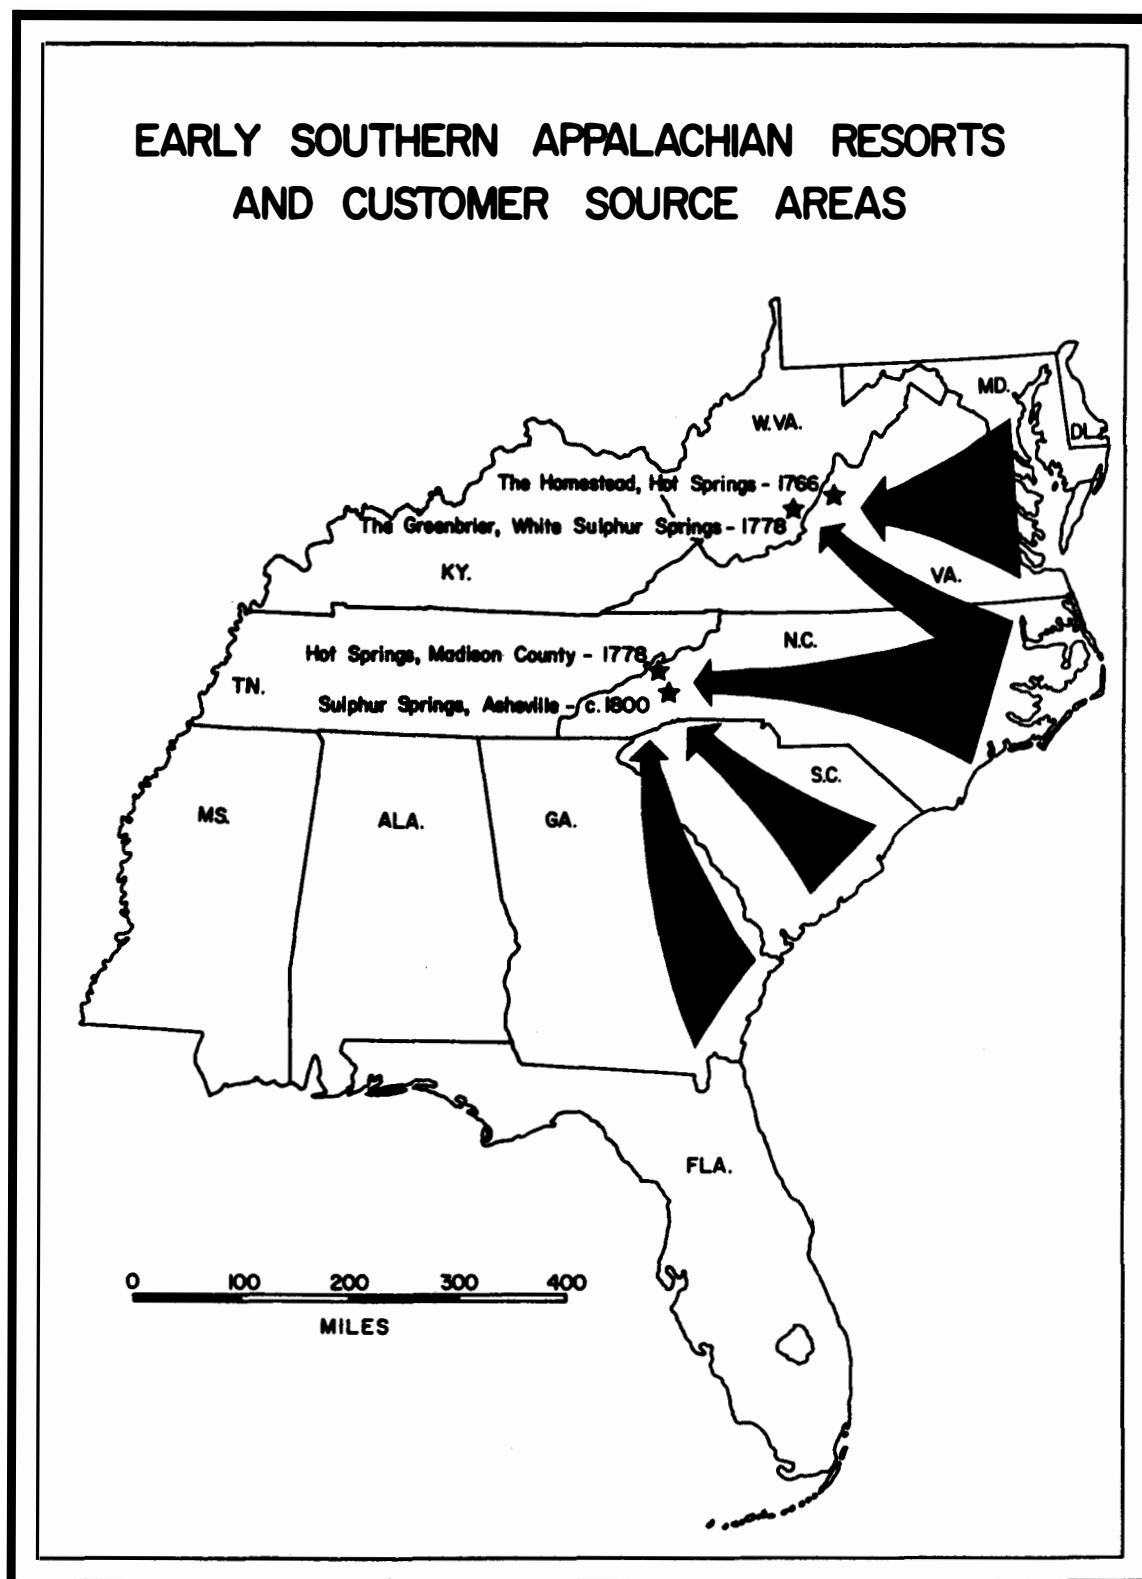 EARLY SOUTHERN APPALACHIAN RESORTS
AND CUSTOMER SOURCE AREAS
MD.
W.VA.
DL.
The Homestead, Hot Springs - 1766
The Greenbrier, White Sulphur Springs - 1778
KY.
VA.
N.C.
Hot Springs, Madison County - 1778
TN.
Sulphur Springs, Asheville - c. 1800
S.C.
MS.
ALA.
GA.
FLA.
0 100 200 300 400
MILES